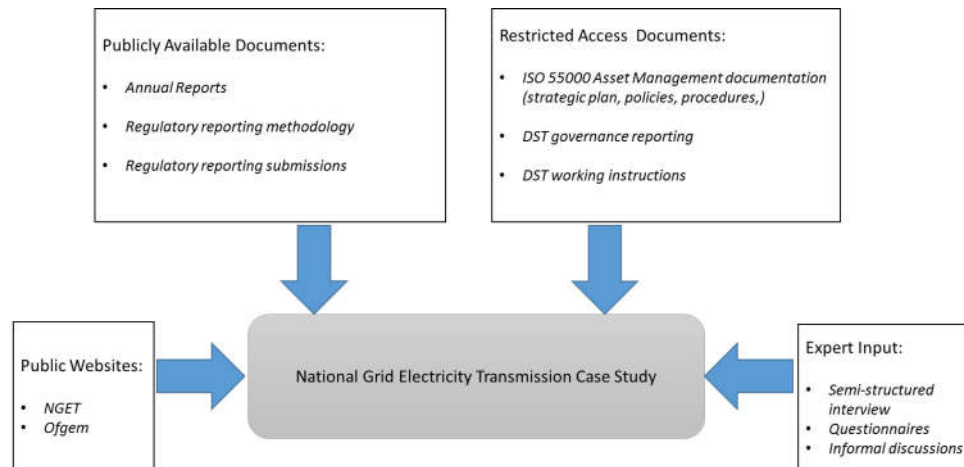 Publicly Available Documents:
• Annual Reports
• Regulatory reporting methodology
• Regulatory reporting submissions
Restricted Access Documents:
• ISO 55000 Asset Management documentation
(strategic plan, policies, procedures,)
• DST governance reporting
• DST working instructions
Public Websites:
• NGET
• Ofgem
National Grid Electricity Transmission Case Study
Expert Input:
• Semi-structured
interview
• Questionnaires
• Informal discussions